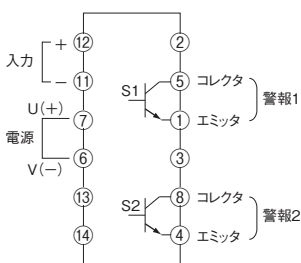 入力
+ ⑫
− ⑪
電源
U(+) ⑦
⑥
V(−)
⑬
⑭
②
S1
⑤ コレクタ
① エミッタ
警報1
③
S2
⑧ コレクタ
④ エミッタ
警報2